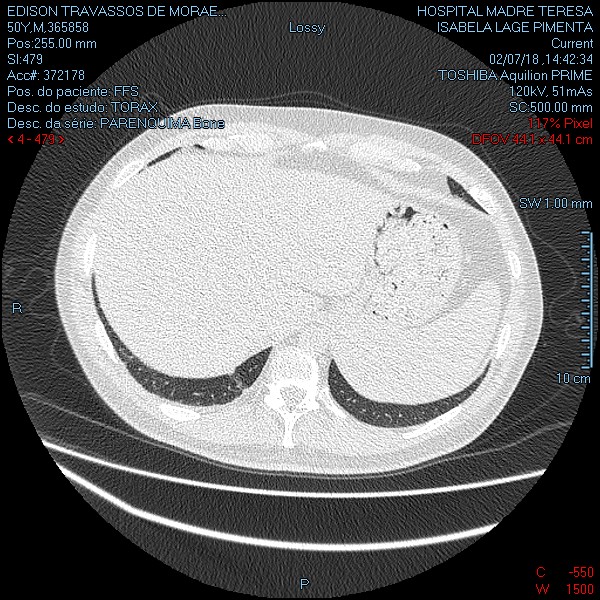 EDISON TRAVASSOS DE MORAE...
50Y,M,365858
Pos:255.00 mm
SI:479
Acc#: 372178
Pos. do paciente: FFS
Desc. do estudo: TORAX
Desc. da série: PARENQUIMA Bone
< 4 - 479 >
Lossy
HOSPITAL MADRE TERESA
ISABELA LAGE PIMENTA
Current
02/07/18 ,14:42:34
TOSHIBA Aquilion PRIME
120kV, 51mAs
SC:500.00 mm
117% Pixel
DFOV:44.1 x 44.1 cm
SW:1.00 mm
R
10 cm
P
C -550
W 1500